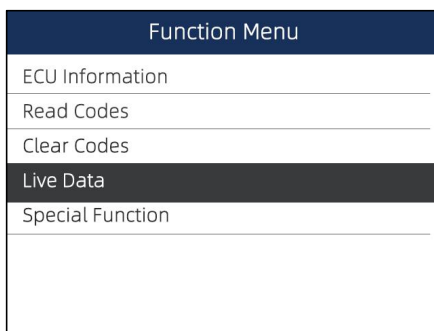 Function Menu
ECU Information
Read Codes
Clear Codes
Live Data
Special Function